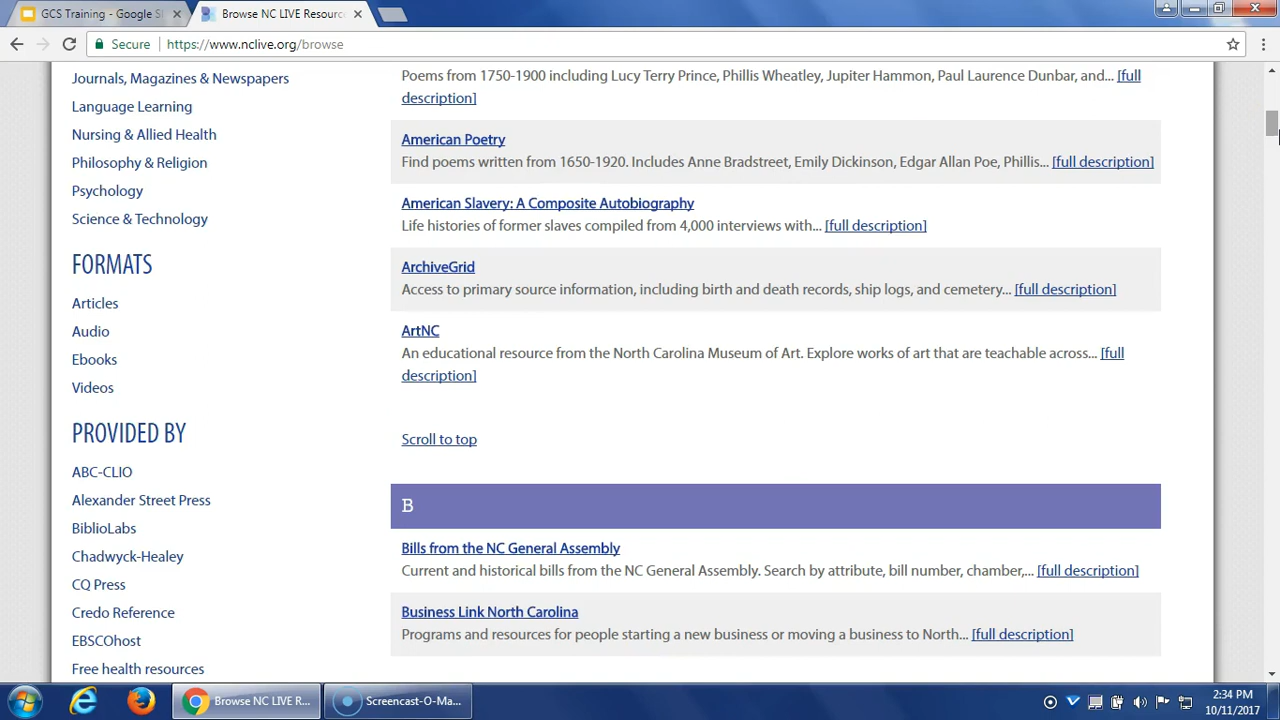 GCS Training - Google S
Browse NC LIVE Resourc
Secure
https://www.nclive.org/browse
Journals, Magazines & Newspapers
Language Learning
Nursing & Allied Health
Philosophy & Religion
Psychology
Science & Technology
FORMATS
Articles
Audio
Ebooks
Videos
PROVIDED BY
ABC-CLIO
Alexander Street Press
BiblioLabs
Chadwyck-Healey
CQ Press
Credo Reference
EBSCOhost
Free health resources
Poems from 1750-1900 including Lucy Terry Prince, Phillis Wheatley, Jupiter Hammon, Paul Laurence Dunbar, and... [full
description]
American Poetry
Find poems written from 1650-1920. Includes Anne Bradstreet, Emily Dickinson, Edgar Allan Poe, Phillis... [full description]
American Slavery: A Composite Autobiography
Life histories of former slaves compiled from 4,000 interviews with... [full description]
ArchiveGrid
Access to primary source information, including birth and death records, ship logs, and cemetery... [full description]
ArtNC
An educational resource from the North Carolina Museum of Art. Explore works of art that are teachable across... [full
description]
Scroll to top
B
Bills from the NC General Assembly
Current and historical bills from the NC General Assembly. Search by attribute, bill number, chamber,... [full description]
Business Link North Carolina
Programs and resources for people starting a new business or moving a business to North... [full description]
Browse NC LIVE R...
Screencast-O-Ma...
2:34 PM
10/11/2017